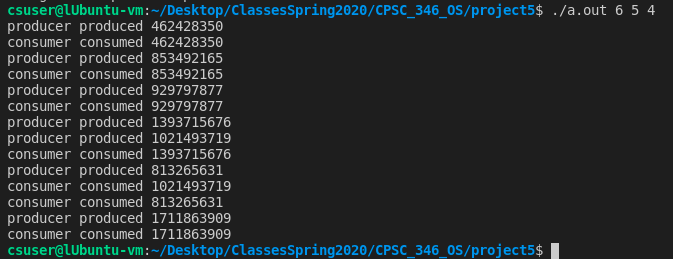 csuser@lUbuntu-vm:~/Desktop/ClassesSpring2020/CPSC_346_OS/project5$ ./a.out 6 5 4
producer produced 462428350
consumer consumed 462428350
producer produced 853492165
consumer consumed 853492165
producer produced 929797877
consumer consumed 929797877
producer produced 1393715676
producer produced 1021493719
consumer consumed 1393715676
producer produced 813265631
consumer consumed 1021493719
consumer consumed 813265631
producer produced 1711863909
consumer consumed 1711863909
csuser@lUbuntu-vm:~/Desktop/ClassesSpring2020/CPSC_346_OS/project5$